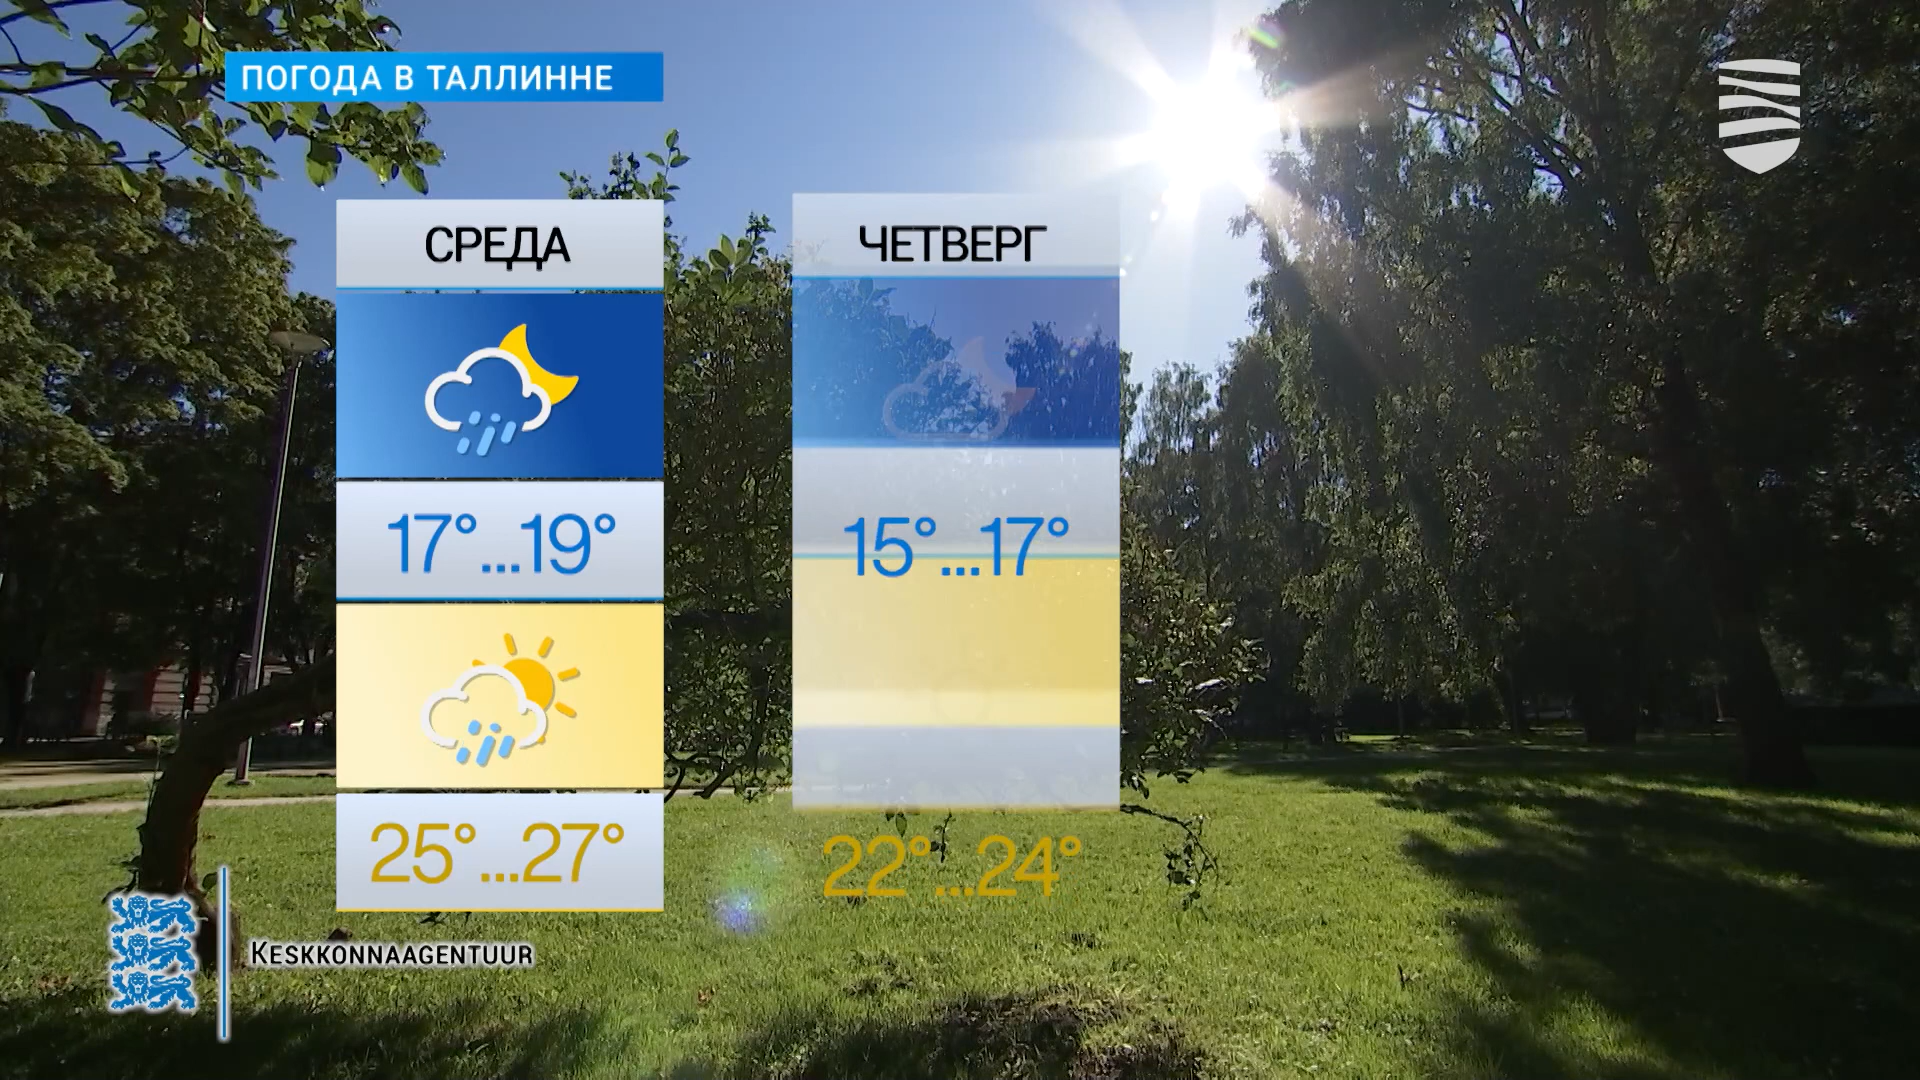 ПОГОДА В ТАЛЛИННЕ
СРЕДА
17°...19°
25°...27°
ЧЕТВЕРГ
15°...17°
22°...24°
KESKKONNAAGENTUUR